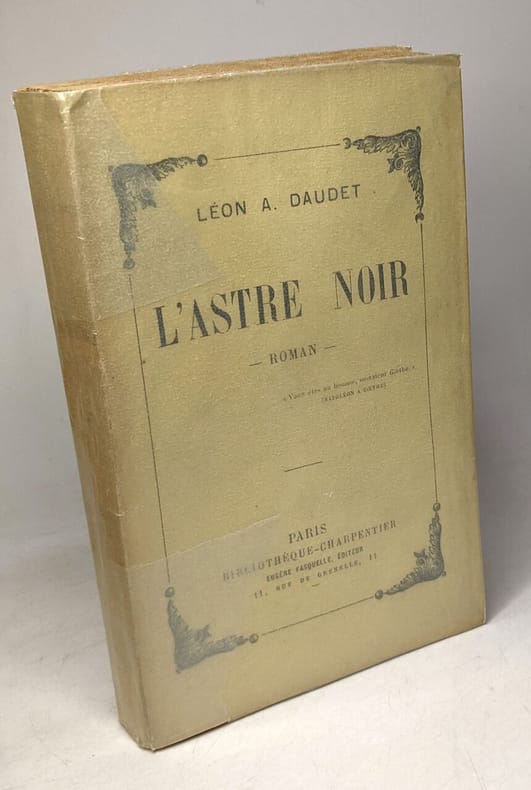 LÉON A. DAUDET
L'ASTRE NOIR
— ROMAN —
« Vous êtes un homme, monsieur Gœthe. »
(NAPOLÉON A GŒTHE)
PARIS
BIBLIOTHÈQUE-CHARPENTIER
EUGÈNE FASQUELLE, ÉDITEUR
11, RUE DE GRENELLE, 11